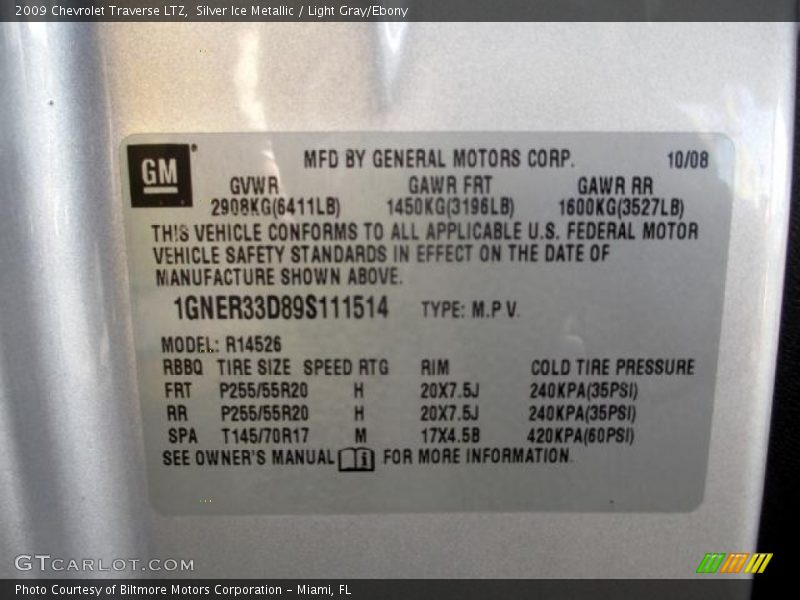 2009 Chevrolet Traverse LTZ,  Silver Ice Metallic / Light Gray/Ebony
GM MFD BY GENERAL MOTORS CORP. 10/08
GVWR GAWR FRT GAWR RR
2908KG(6411LB) 1450KG(3196LB) 1600KG(3527LB)
THIS VEHICLE CONFORMS TO ALL APPLICABLE U.S. FEDERAL MOTOR
VEHICLE SAFETY STANDARDS IN EFFECT ON THE DATE OF
MANUFACTURE SHOWN ABOVE.
1GNER33D89S111514 TYPE: M.P.V.
MODEL: R14526
RBBQ TIRE SIZE SPEED RTG RIM COLD TIRE PRESSURE
FRT P255/55R20 H 20X7.5J 240KPA(35PSI)
RR P255/55R20 H 20X7.5J 240KPA(35PSI)
SPA T145/70R17 M 17X4.5B 420KPA(60PSI)
SEE OWNER'S MANUAL FOR MORE INFORMATION.
GTCARLOT.COM
Photo Courtesy of Biltmore Motors Corporation - Miami, FL